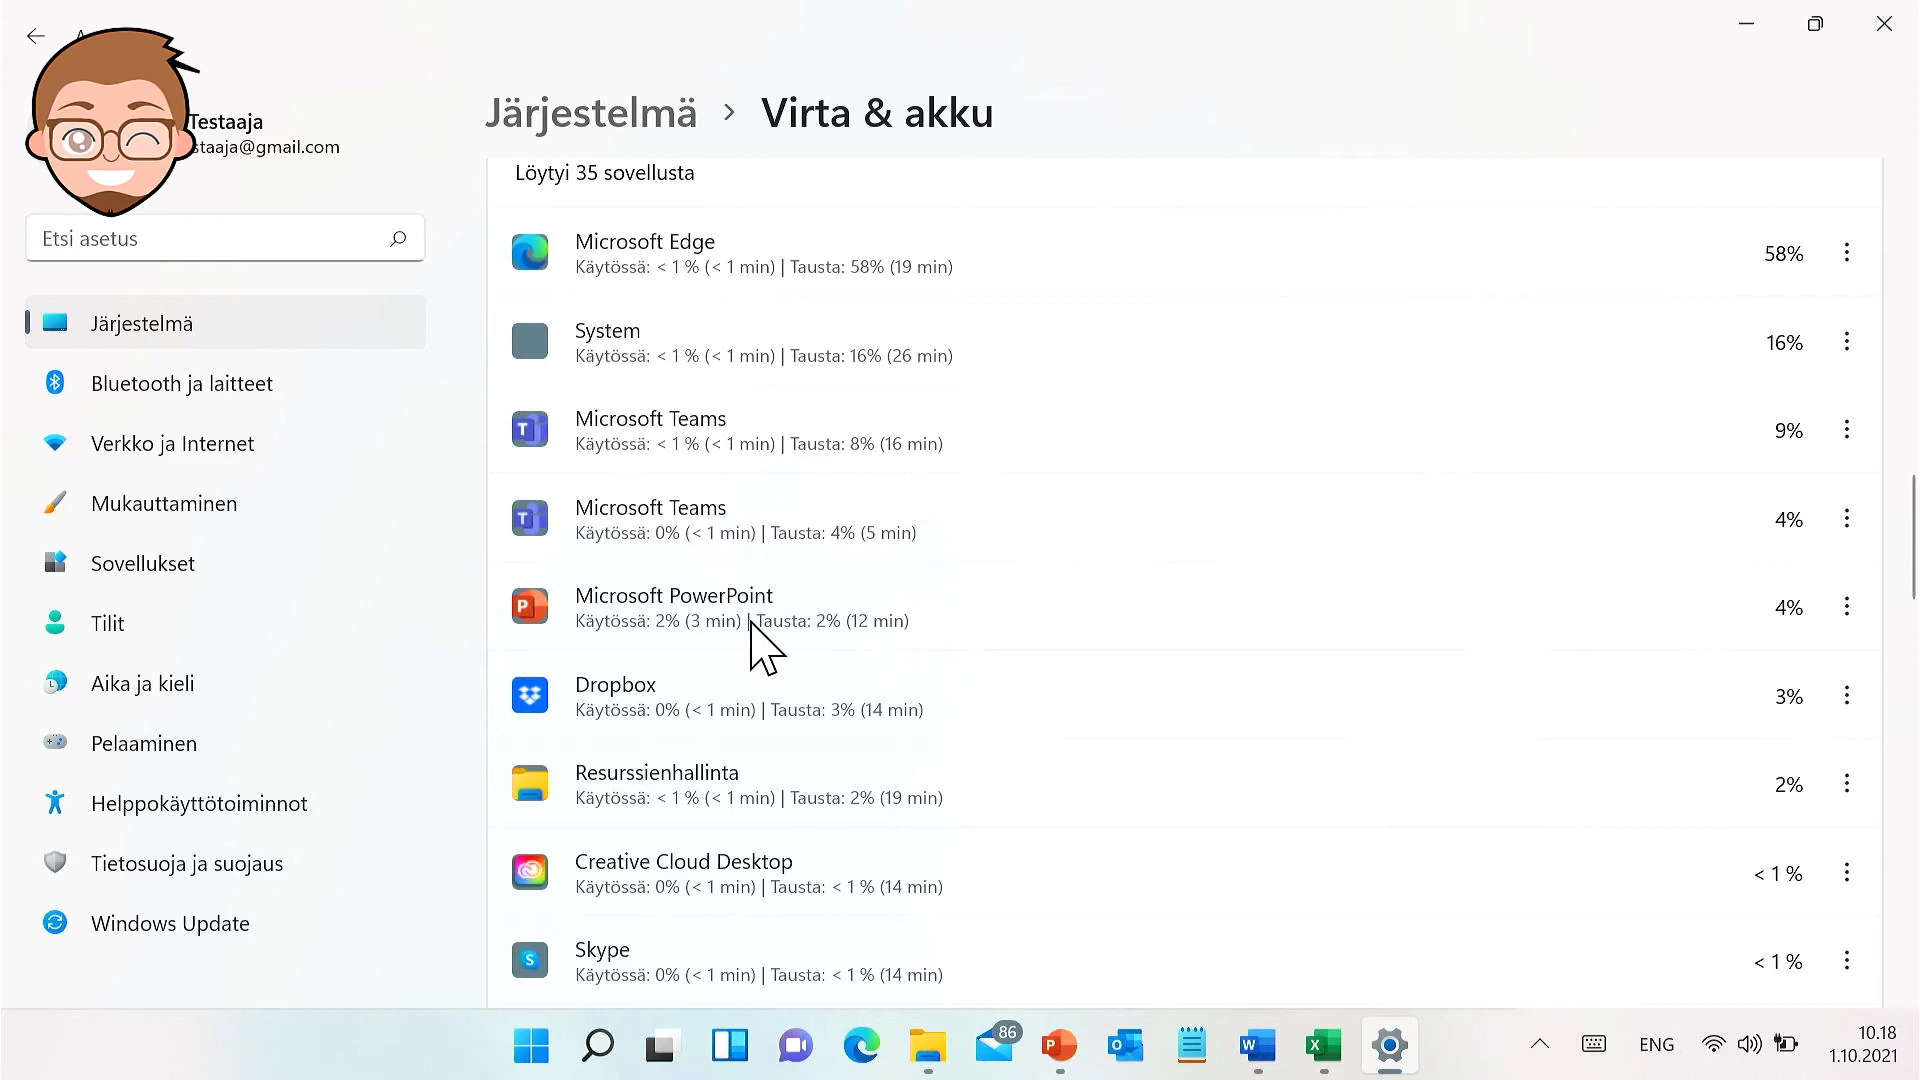 Testaaja
staaja@gmail.com
Etsi asetus
Järjestelmä
Bluetooth ja laitteet
Verkko ja Internet
Mukauttaminen
Sovellukset
Tilit
Aika ja kieli
Pelaaminen
Helppokäyttötoiminnot
Tietosuoja ja suojaus
Windows Update
Järjestelmä > Virta & akku
Löytyi 35 sovellusta
Microsoft Edge
Käytössä: < 1 % (< 1 min) | Tausta: 58% (19 min)
58%
System
Käytössä: < 1 % (< 1 min) | Tausta: 16% (26 min)
16%
Microsoft Teams
Käytössä: < 1 % (< 1 min) | Tausta: 8% (16 min)
9%
Microsoft Teams
Käytössä: 0% (< 1 min) | Tausta: 4% (5 min)
4%
Microsoft PowerPoint
Käytössä: 2% (3 min) | Tausta: 2% (12 min)
4%
Dropbox
Käytössä: 0% (< 1 min) | Tausta: 3% (14 min)
3%
Resurssienhallinta
Käytössä: < 1 % (< 1 min) | Tausta: 2% (19 min)
2%
Creative Cloud Desktop
Käytössä: 0% (< 1 min) | Tausta: < 1 % (14 min)
< 1 %
Skype
Käytössä: 0% (< 1 min) | Tausta: < 1 % (14 min)
< 1 %
86
ENG
10.18
1.10.2021